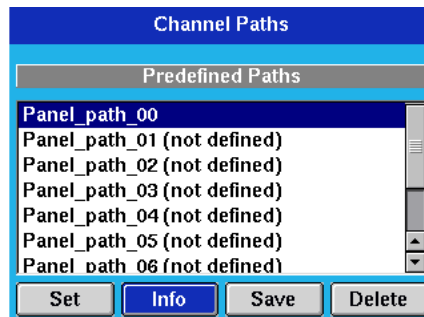 Channel Paths
Predefined Paths
Panel_path_00
Panel_path_01 (not defined)
Panel_path_02 (not defined)
Panel_path_03 (not defined)
Panel_path_04 (not defined)
Panel_path_05 (not defined)
Panel_path_06 (not defined)
Set Info Save Delete